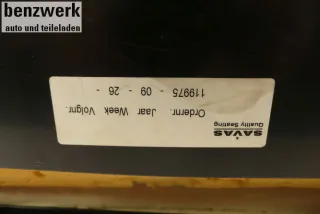 benzwerk
auto und teileladen
SAVAS
Quality Seating
Ordernr. Jaar Week Volgnr.
119975 - 09 - 26 -